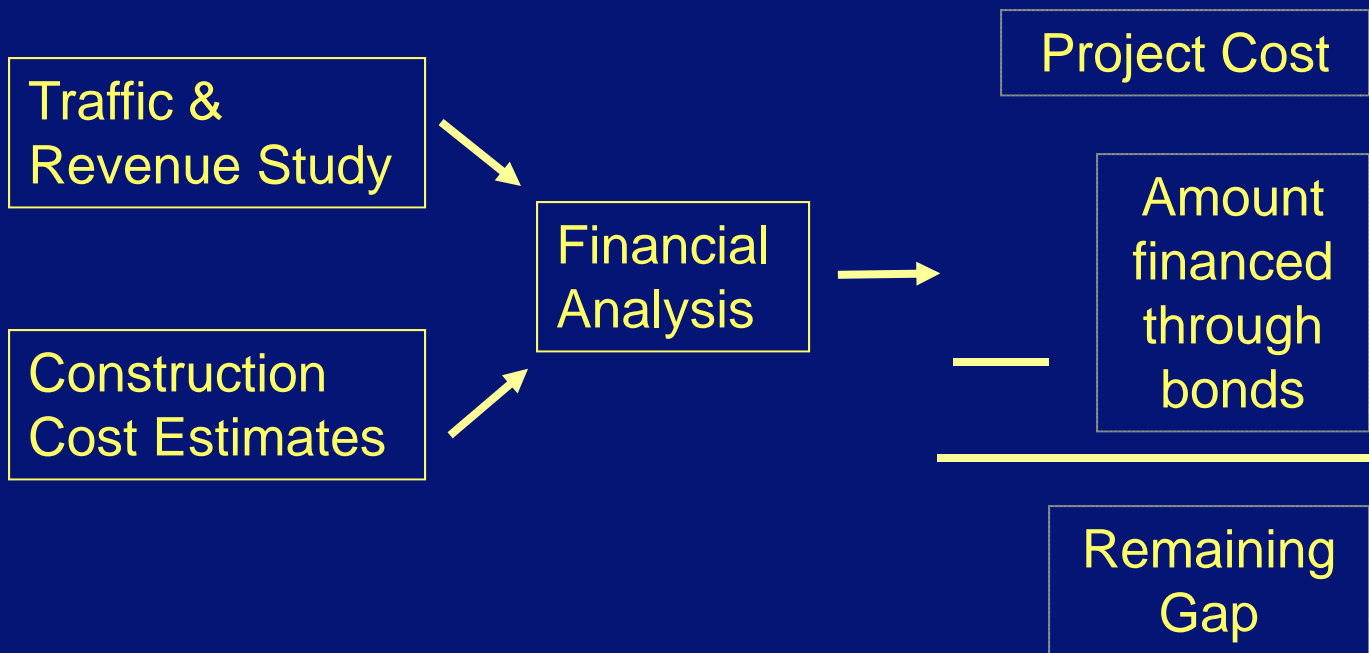 Traffic &
Revenue Study
Construction
Cost Estimates
Financial
Analysis
Project Cost
Amount
financed
through
bonds
Remaining
Gap